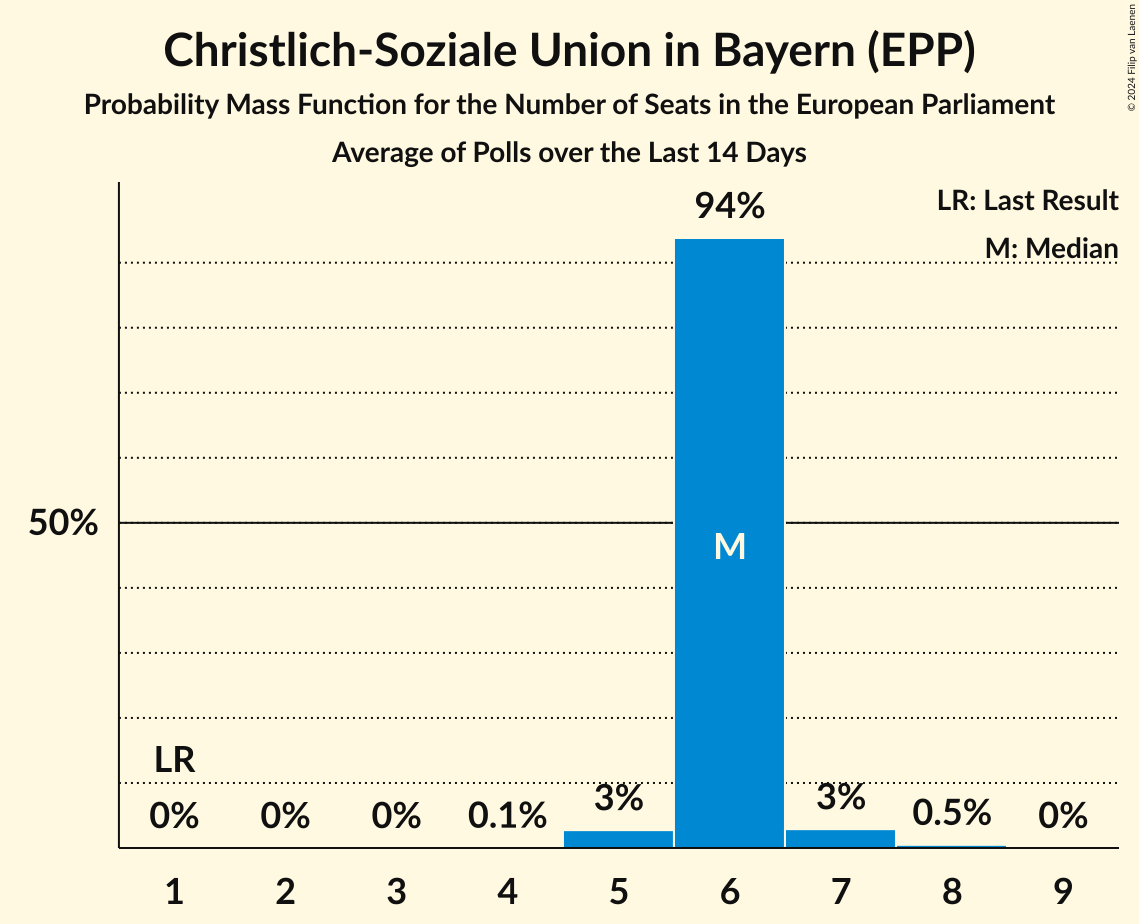 Christlich-Soziale Union in Bayern (EPP)
Probability Mass Function for the Number of Seats in the European Parliament
Average of Polls over the Last 14 Days
© 2024 Filip van Laenen
LR: Last Result
M: Median
94%
50%
M
LR
0% 0% 0% 0.1% 3% 3% 0.5% 0%
1 2 3 4 5 6 7 8 9